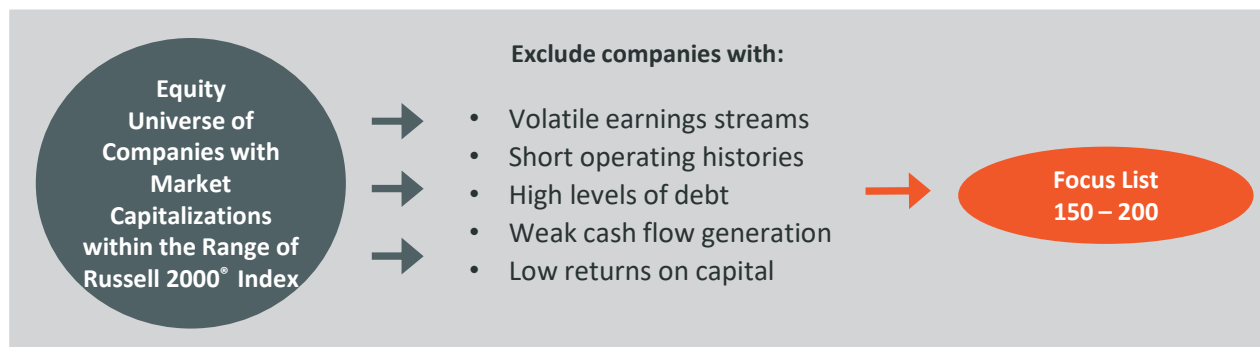 Equity
Universe of
Companies with
Market
Capitalizations
within the Range of
Russell 2000® Index
Exclude companies with:
• Volatile earnings streams
• Short operating histories
• High levels of debt
• Weak cash flow generation
• Low returns on capital
Focus List
150 – 200